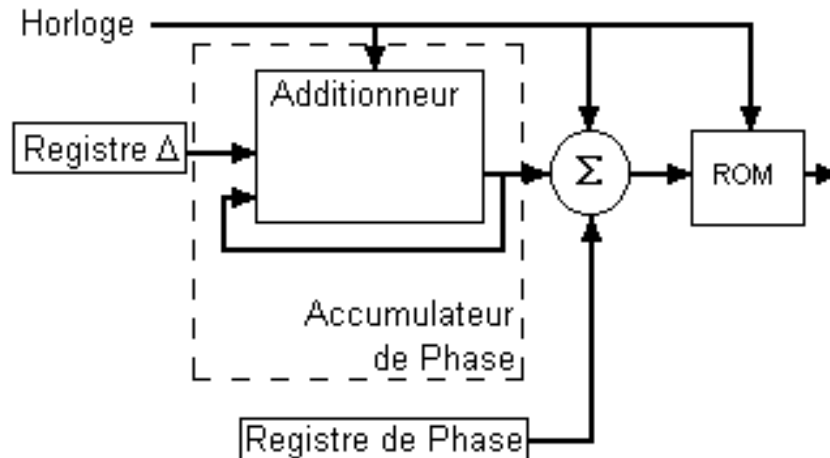 Horloge
Additionneur
Registre Δ
Σ
ROM
Accumulateur
de Phase
Registre de Phase